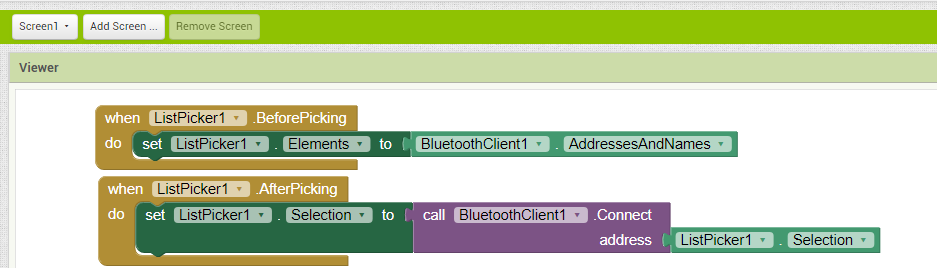 Screen1 Add Screen ... Remove Screen
Viewer
when ListPicker1 .BeforePicking
do set ListPicker1 . Elements to BluetoothClient1 . AddressesAndNames
when ListPicker1 .AfterPicking
do set ListPicker1 . Selection to call BluetoothClient1 .Connect
address ListPicker1 . Selection